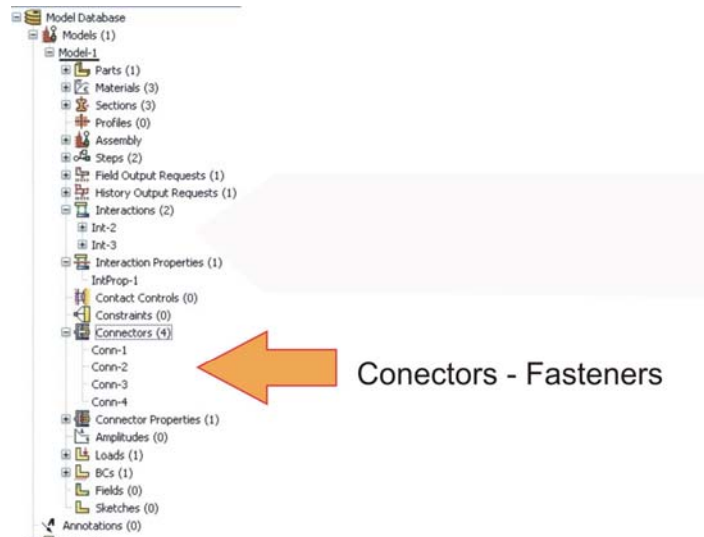 Model Database
Models (1)
Model-1
Parts (1)
Materials (3)
Sections (3)
Profiles (0)
Assembly
Steps (2)
Field Output Requests (1)
History Output Requests (1)
Interactions (2)
Int-2
Int-3
Interaction Properties (1)
IntProp-1
Contact Controls (0)
Constraints (0)
Connectors (4)
Conn-1
Conn-2
Conn-3
Conn-4
Conectors - Fasteners
Connector Properties (1)
Amplitudes (0)
Loads (1)
BCs (1)
Fields (0)
Sketches (0)
Annotations (0)